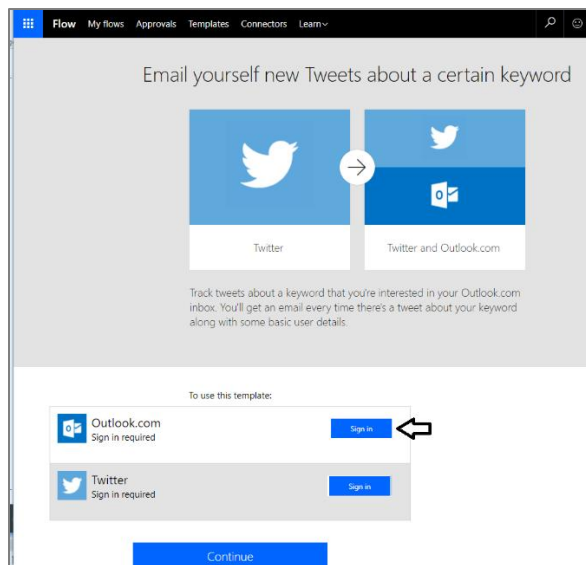 Flow My flows Approvals Templates Connectors Learn
Email yourself new Tweets about a certain keyword
Twitter
Twitter and Outlook.com
Track tweets about a keyword that you're interested in your Outlook.com
inbox. You'll get an email every time there's a tweet about your keyword
along with some basic user details.
To use this template:
Outlook.com
Sign in required
Sign in
Twitter
Sign in required
Sign in
Continue